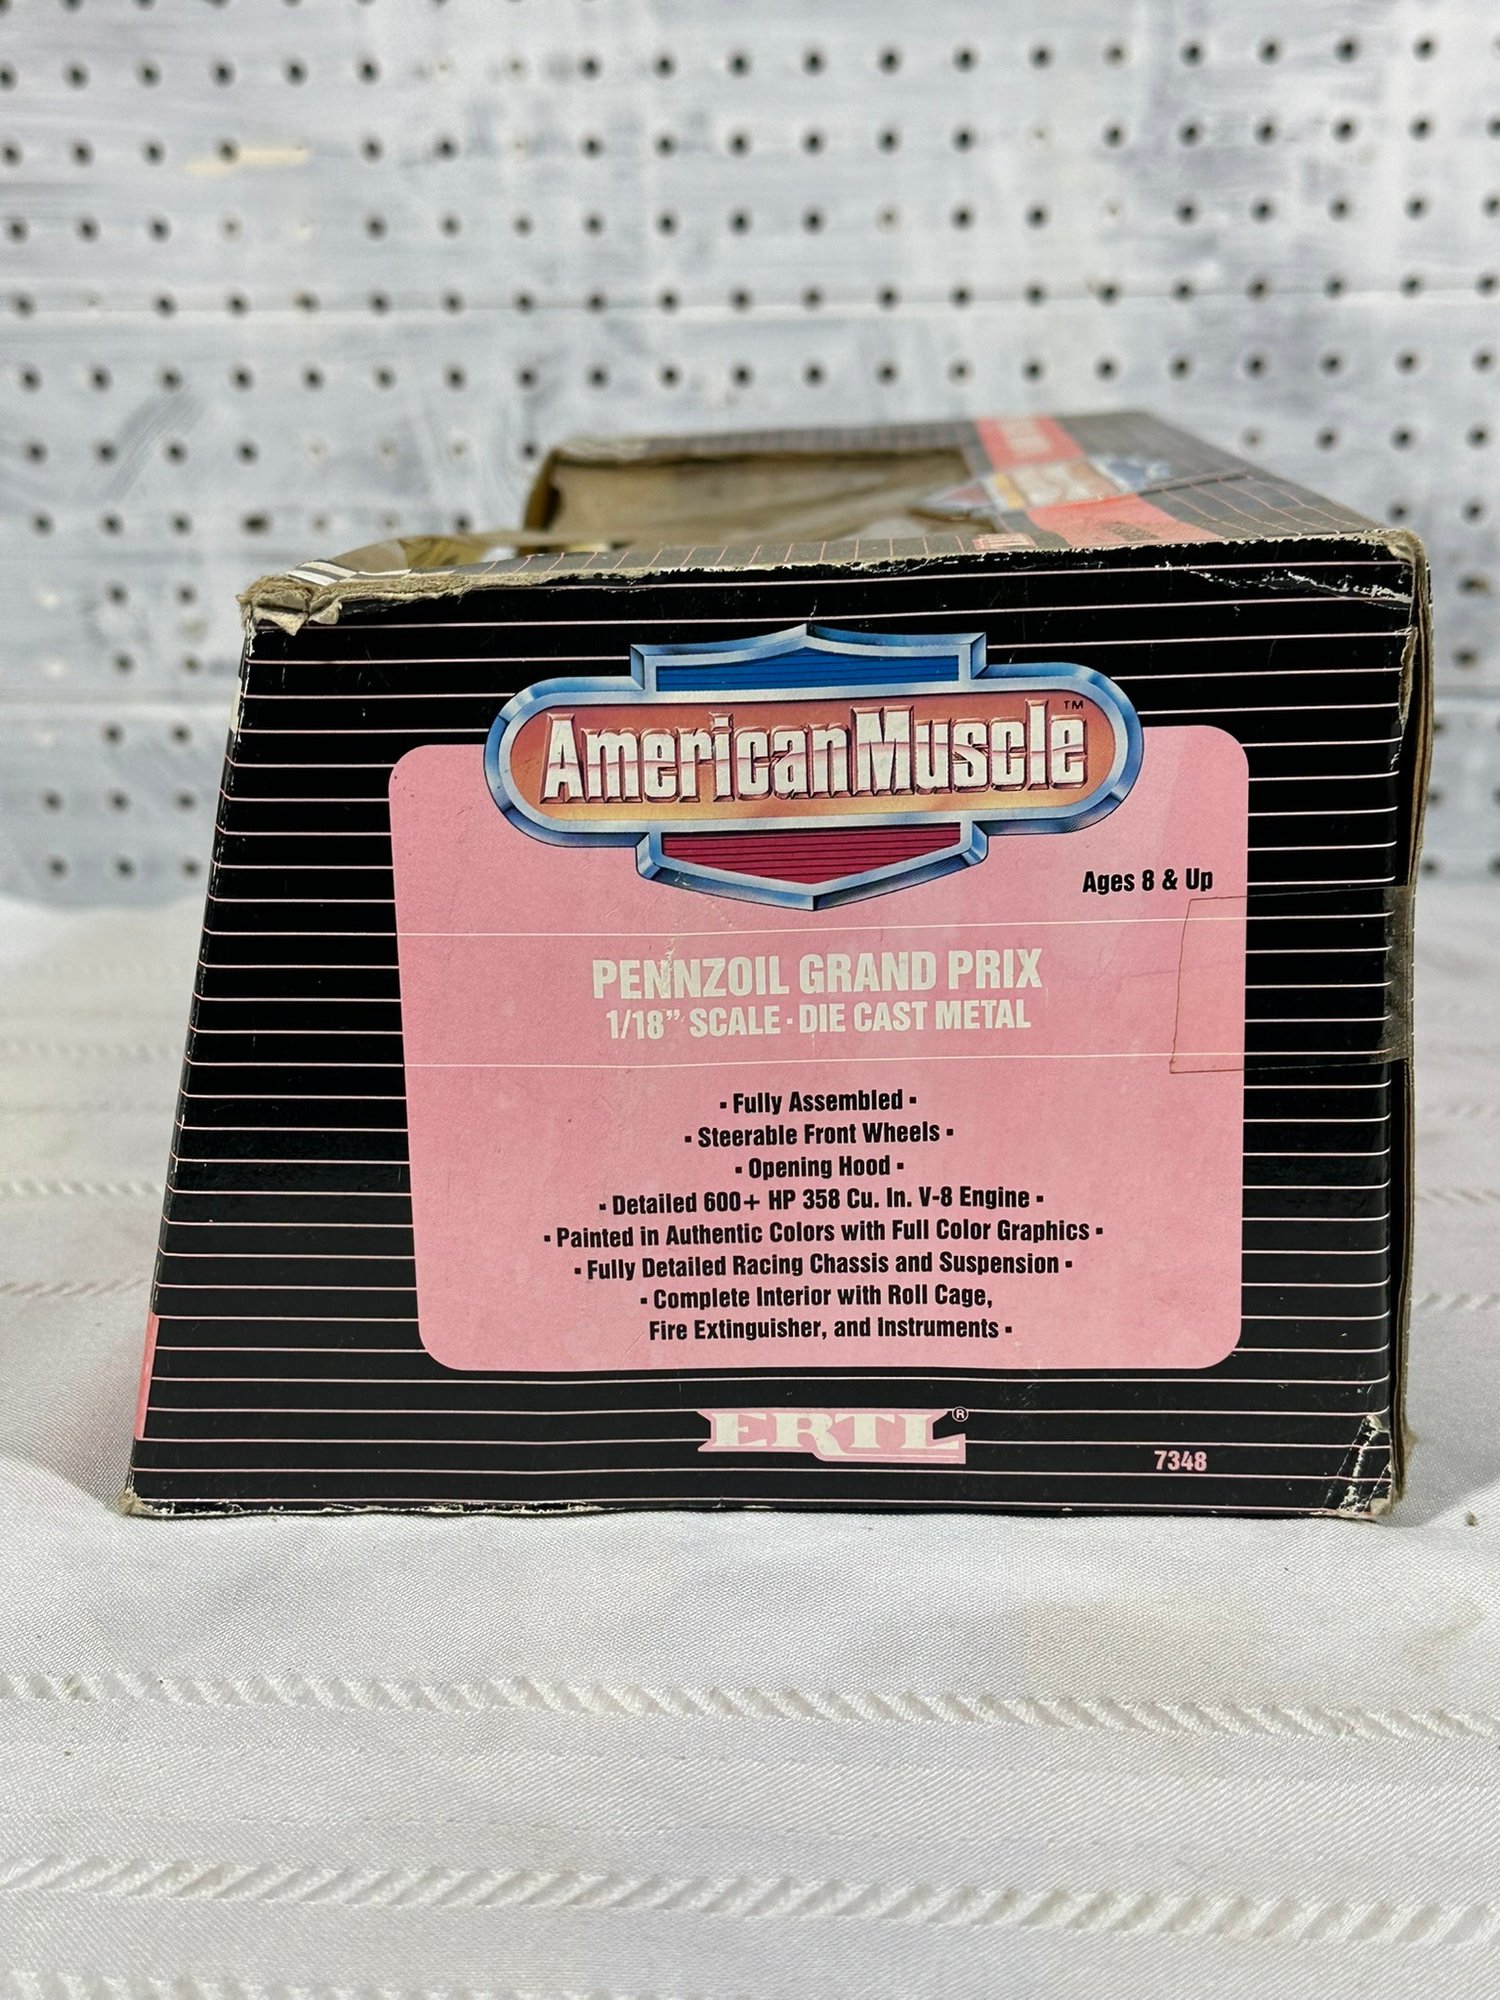 AmericanMuscle™
Ages 8 & Up
PENNZOIL GRAND PRIX
1/18" SCALE · DIE CAST METAL
▪ Fully Assembled ▪
▪ Steerable Front Wheels ▪
▪ Opening Hood ▪
▪ Detailed 600+ HP 358 Cu. In. V-8 Engine ▪
▪ Painted in Authentic Colors with Full Color Graphics ▪
▪ Fully Detailed Racing Chassis and Suspension ▪
▪ Complete Interior with Roll Cage,
Fire Extinguisher, and Instruments ▪
ERTL®
7348